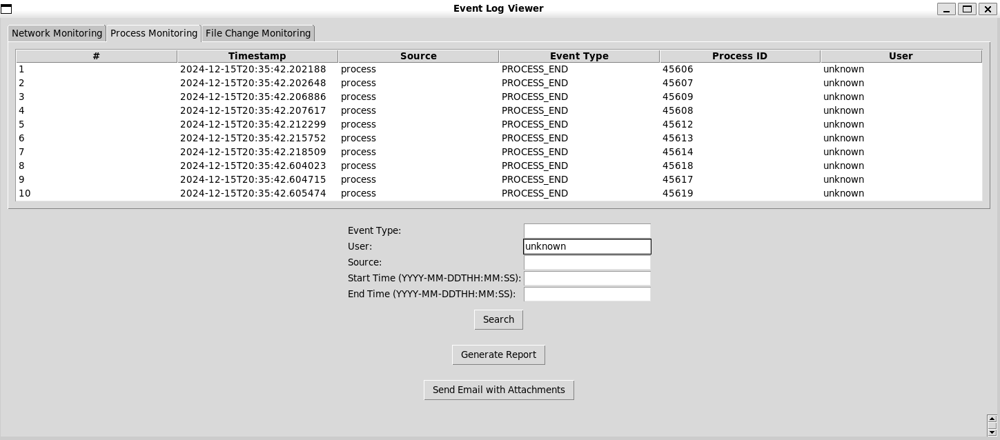 Event Log Viewer
Network Monitoring Process Monitoring File Change Monitoring
# Timestamp Source Event Type Process ID User
1 2024-12-15T20:35:42.202188 process PROCESS_END 45606 unknown
2 2024-12-15T20:35:42.202648 process PROCESS_END 45607 unknown
3 2024-12-15T20:35:42.206886 process PROCESS_END 45609 unknown
4 2024-12-15T20:35:42.207617 process PROCESS_END 45608 unknown
5 2024-12-15T20:35:42.212299 process PROCESS_END 45612 unknown
6 2024-12-15T20:35:42.215752 process PROCESS_END 45613 unknown
7 2024-12-15T20:35:42.218509 process PROCESS_END 45614 unknown
8 2024-12-15T20:35:42.604023 process PROCESS_END 45618 unknown
9 2024-12-15T20:35:42.604715 process PROCESS_END 45617 unknown
10 2024-12-15T20:35:42.605474 process PROCESS_END 45619 unknown
Event Type:
User: unknown
Source:
Start Time (YYYY-MM-DDTHH:MM:SS):
End Time (YYYY-MM-DDTHH:MM:SS):
Search
Generate Report
Send Email with Attachments